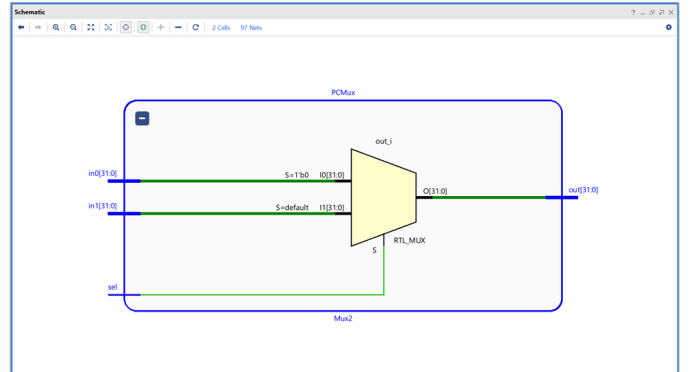 Schematic
2 Cells 97 Nets
PCMux
out_i
in0[31:0] S=1'b0 I0[31:0]
O[31:0] out[31:0]
in1[31:0] S=default I1[31:0]
RTL_MUX
S
sel
Mux2